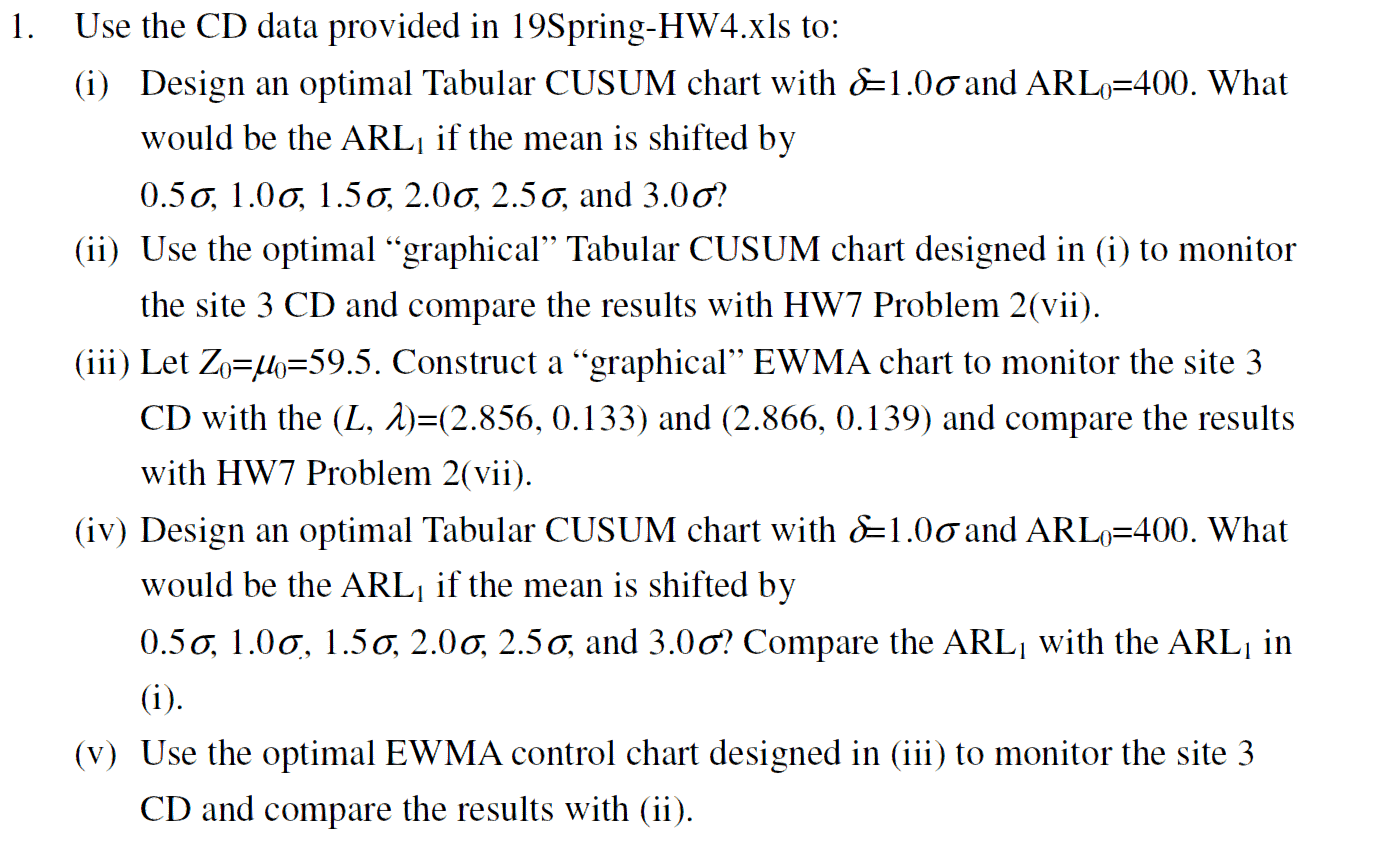 1. Use the CD data provided in 19Spring-HW4.xls to:
(i) Design an optimal Tabular CUSUM chart with δ=1.0σ and ARL₀=400. What
would be the ARL₁ if the mean is shifted by
0.5σ, 1.0σ, 1.5σ, 2.0σ, 2.5σ, and 3.0σ?
(ii) Use the optimal “graphical” Tabular CUSUM chart designed in (i) to monitor
the site 3 CD and compare the results with HW7 Problem 2(vii).
(iii) Let Z₀=μ₀=59.5. Construct a “graphical” EWMA chart to monitor the site 3
CD with the (L, λ)=(2.856, 0.133) and (2.866, 0.139) and compare the results
with HW7 Problem 2(vii).
(iv) Design an optimal Tabular CUSUM chart with δ=1.0σ and ARL₀=400. What
would be the ARL₁ if the mean is shifted by
0.5σ, 1.0σ, 1.5σ, 2.0σ, 2.5σ, and 3.0σ? Compare the ARL₁ with the ARL₁ in
(i).
(v) Use the optimal EWMA control chart designed in (iii) to monitor the site 3
CD and compare the results with (ii).